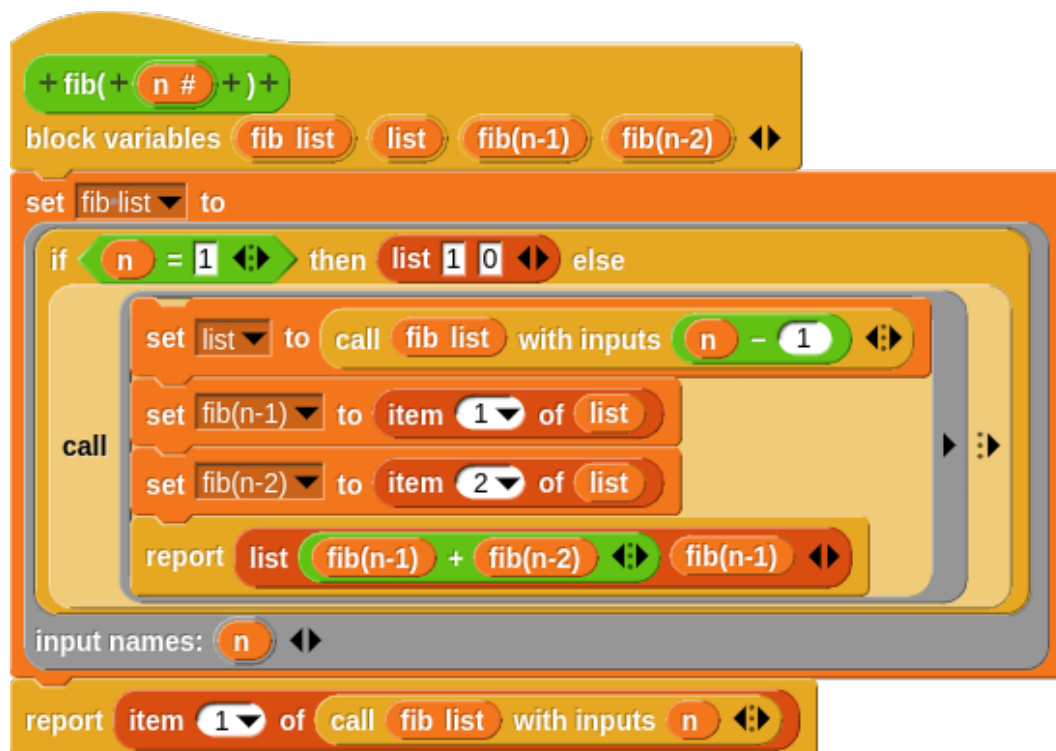 + fib( + n # + ) +
block variables fib list list fib(n-1) fib(n-2)
set fib list to
if n = 1 then list 1 0 else
set list to call fib list with inputs n - 1
set fib(n-1) to item 1 of list
call
set fib(n-2) to item 2 of list
report list fib(n-1) + fib(n-2) fib(n-1)
input names: n
report item 1 of call fib list with inputs n